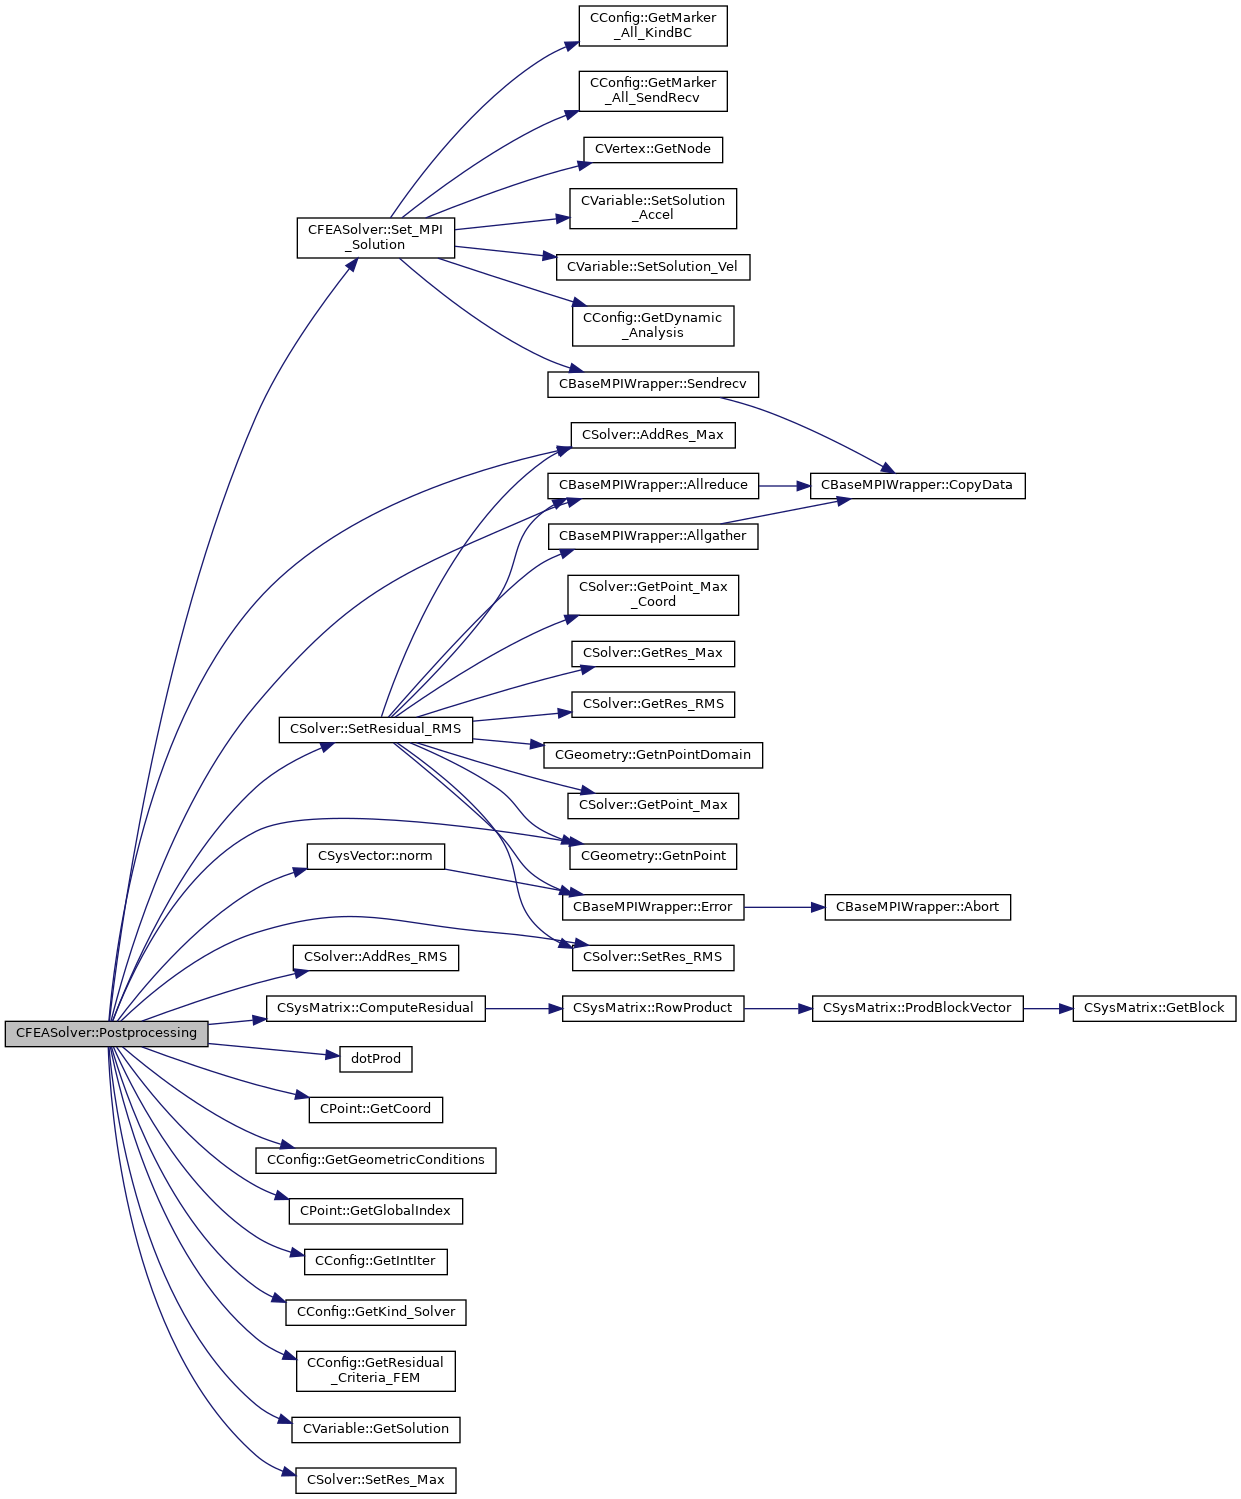 CConfig::GetMarker
_All_KindBC
CConfig::GetMarker
_All_SendRecv
CVertex::GetNode
CVariable::SetSolution
_Accel
CFEASolver::Set_MPI
_Solution
CVariable::SetSolution_Vel
CConfig::GetDynamic
_Analysis
CBaseMPIWrapper::Sendrecv
CSolver::AddRes_Max
CBaseMPIWrapper::Allreduce
CBaseMPIWrapper::CopyData
CBaseMPIWrapper::Allgather
CSolver::GetPoint_Max
_Coord
CSolver::GetRes_Max
CSolver::GetRes_RMS
CSolver::SetResidual_RMS
CGeometry::GetnPointDomain
CSolver::GetPoint_Max
CSysVector::norm
CGeometry::GetnPoint
CBaseMPIWrapper::Error
CBaseMPIWrapper::Abort
CSolver::AddRes_RMS
CSolver::SetRes_RMS
CSysMatrix::ComputeResidual
CSysMatrix::RowProduct
CSysMatrix::ProdBlockVector
CSysMatrix::GetBlock
CFEASolver::Postprocessing
dotProd
CPoint::GetCoord
CConfig::GetGeometricConditions
CPoint::GetGlobalIndex
CConfig::GetIntIter
CConfig::GetKind_Solver
CConfig::GetResidual
_Criteria_FEM
CVariable::GetSolution
CSolver::SetRes_Max